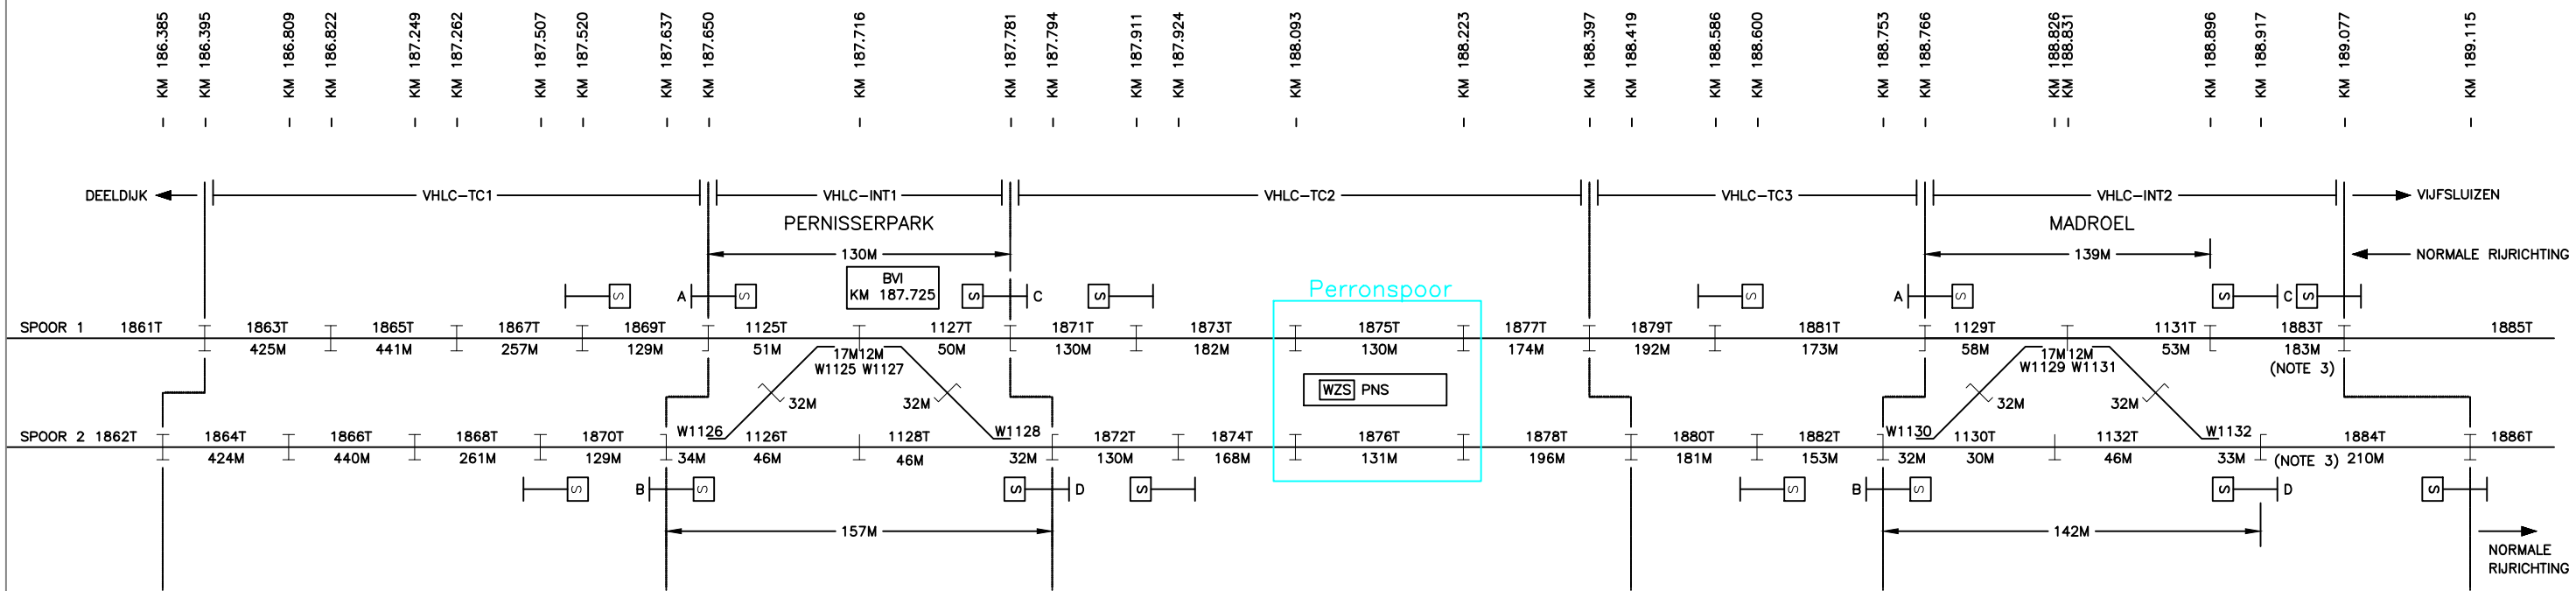 KM 186.385
KM 186.395
KM 186.809
KM 186.822
KM 187.249
KM 187.262
KM 187.507
KM 187.520
KM 187.637
KM 187.650
KM 187.716
KM 187.781
KM 187.794
KM 187.911
KM 187.924
KM 188.093
KM 188.223
KM 188.397
KM 188.419
KM 188.586
KM 188.600
KM 188.753
KM 188.766
KM 188.826
KM 188.831
KM 188.896
KM 188.917
KM 189.077
KM 189.115
DEELDIJK
VHLC-TC1
VHLC-INT1
VHLC-TC2
VHLC-TC3
VHLC-INT2
VIJFSLUIZEN
PERNISSERPARK
MADROEL
130M
139M
NORMALE RIJRICHTING
BVI
KM 187.725
Perronspoor
S
A
S
S
C
S
S
A
S
S
C
S
SPOOR 1
1861T
1863T
1865T
1867T
1869T
1125T
1127T
1871T
1873T
1875T
1877T
1879T
1881T
1129T
1131T
1883T
1885T
425M
441M
257M
129M
51M
17M
12M
50M
130M
182M
130M
174M
192M
173M
58M
17M
12M
53M
183M
W1125 W1127
W1129 W1131
(NOTE 3)
WZS
PNS
32M
32M
32M
32M
SPOOR 2
1862T
1864T
1866T
1868T
1870T
W1126
1126T
1128T
W1128
1872T
1874T
1876T
1878T
1880T
1882T
W1130
1130T
1132T
W1132
1884T
1886T
424M
440M
261M
129M
34M
46M
46M
32M
130M
168M
131M
196M
181M
153M
32M
30M
46M
33M
(NOTE 3)
210M
S
B
S
S
D
S
S
B
S
S
D
S
157M
142M
NORMALE
RIJRICHTING